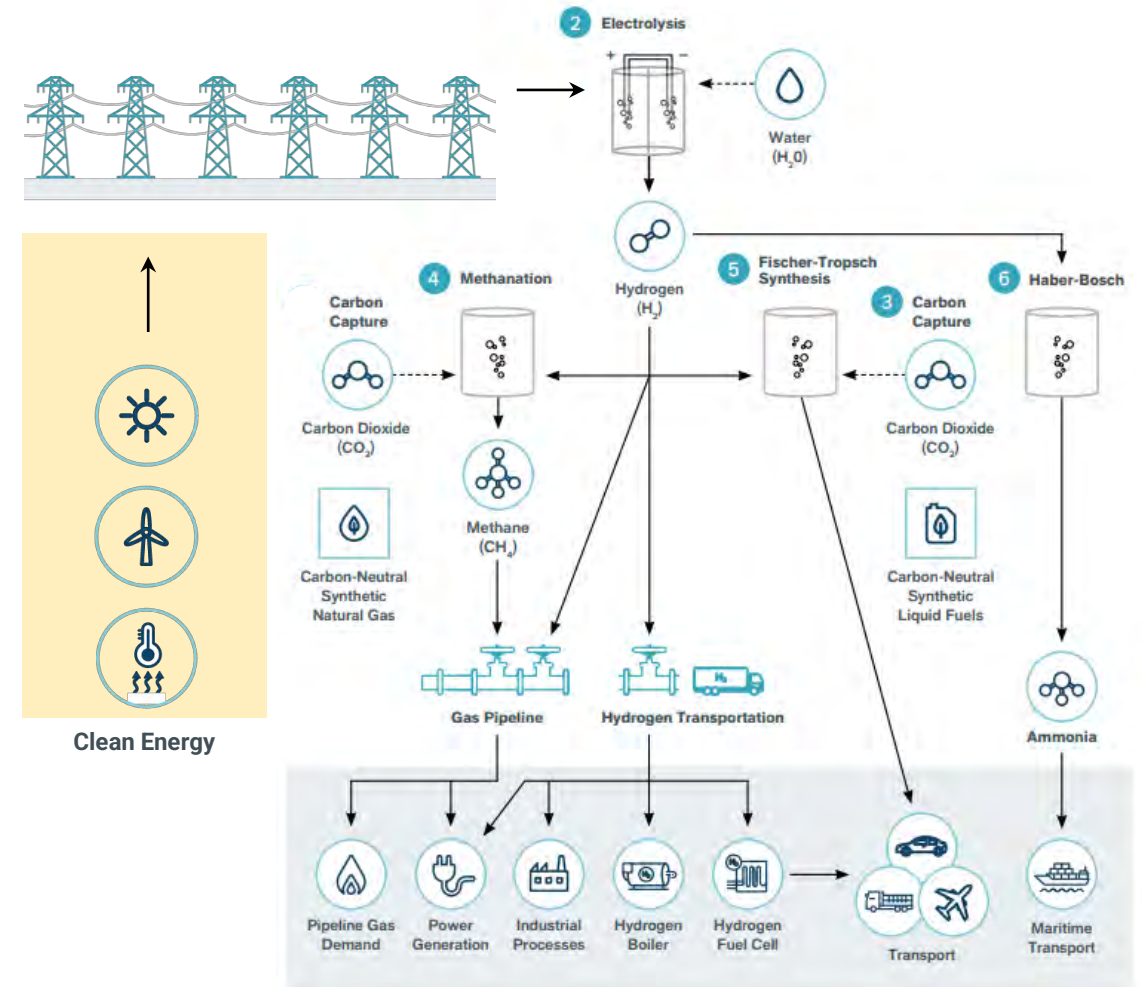 2 Electrolysis
+ −
Water
(H₂0)
Hydrogen
(H₂)
4 Methanation
5 Fischer-Tropsch
Synthesis
6 Haber-Bosch
Carbon
Capture
3 Carbon
Capture
Carbon Dioxide
(CO₂)
Carbon Dioxide
(CO₂)
Methane
(CH₄)
Carbon-Neutral
Synthetic
Natural Gas
Carbon-Neutral
Synthetic
Liquid Fuels
H₂
Gas Pipeline
Hydrogen Transportation
Ammonia
Clean Energy
H₂
H₂
Pipeline Gas
Demand
Power
Generation
Industrial
Processes
Hydrogen
Boiler
Hydrogen
Fuel Cell
Transport
Maritime
Transport